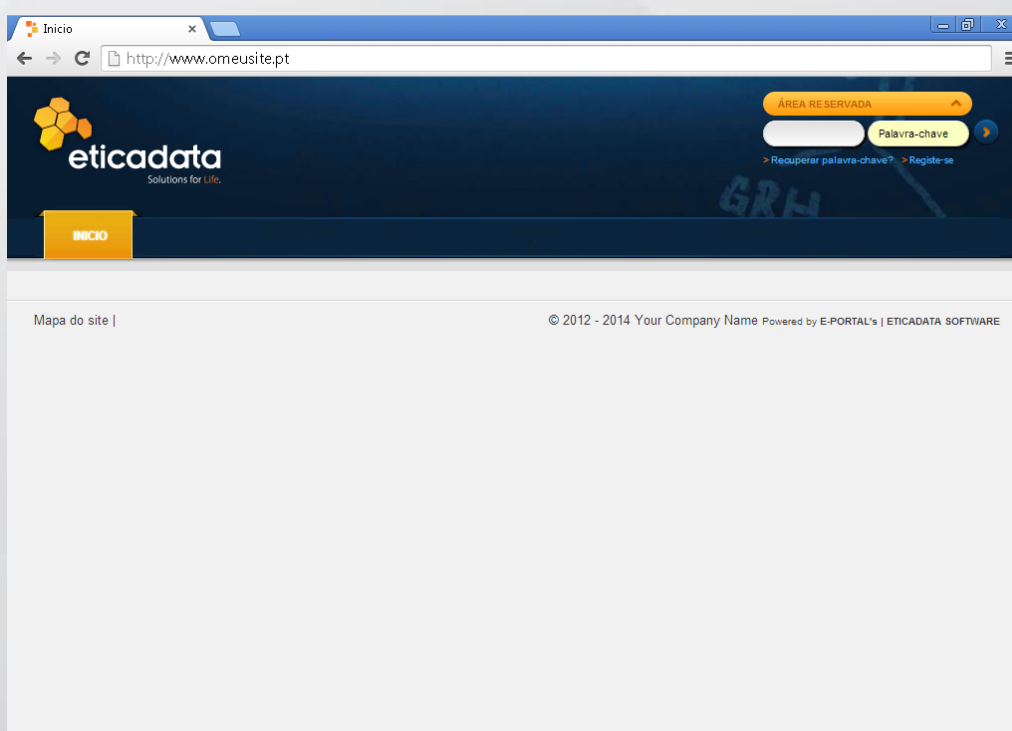 Inicio
http://www.omeusite.pt
ÁREA RESERVADA
Palavra-chave
> Recuperar palavra-chave? > Registe-se
eticadata
Solutions for Life.
GRH
INICIO
Mapa do site |
© 2012 - 2014 Your Company Name Powered by E-PORTAL's | ETICADATA SOFTWARE